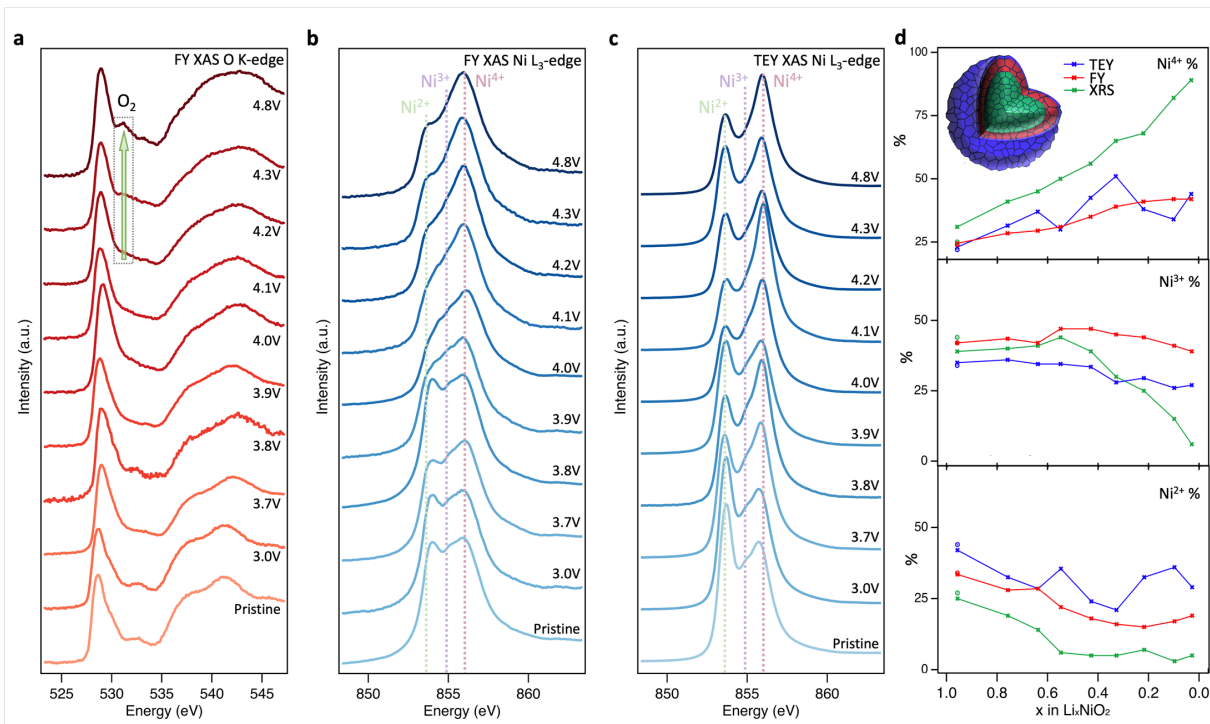 a
FY XAS O K-edge
O₂
4.8V
4.3V
4.2V
4.1V
4.0V
3.9V
3.8V
3.7V
3.0V
Pristine
Intensity (a.u.)
525 530 535 540 545
Energy (eV)
b
FY XAS Ni L₃-edge
Ni²⁺ Ni³⁺ Ni⁴⁺
4.8V
4.3V
4.2V
4.1V
4.0V
3.9V
3.8V
3.7V
3.0V
Pristine
Intensity (a.u.)
850 855 860
Energy (eV)
c
TEY XAS Ni L₃-edge
Ni²⁺ Ni³⁺ Ni⁴⁺
4.8V
4.3V
4.2V
4.1V
4.0V
3.9V
3.8V
3.7V
3.0V
Pristine
Intensity (a.u.)
850 855 860
Energy (eV)
d
Ni⁴⁺ %
TEY
FY
XRS
100
75
50
25
%
Ni³⁺ %
75
50
25
0
%
Ni²⁺ %
75
50
25
0
%
1.0 0.8 0.6 0.4 0.2 0.0
x in LiₓNiO₂